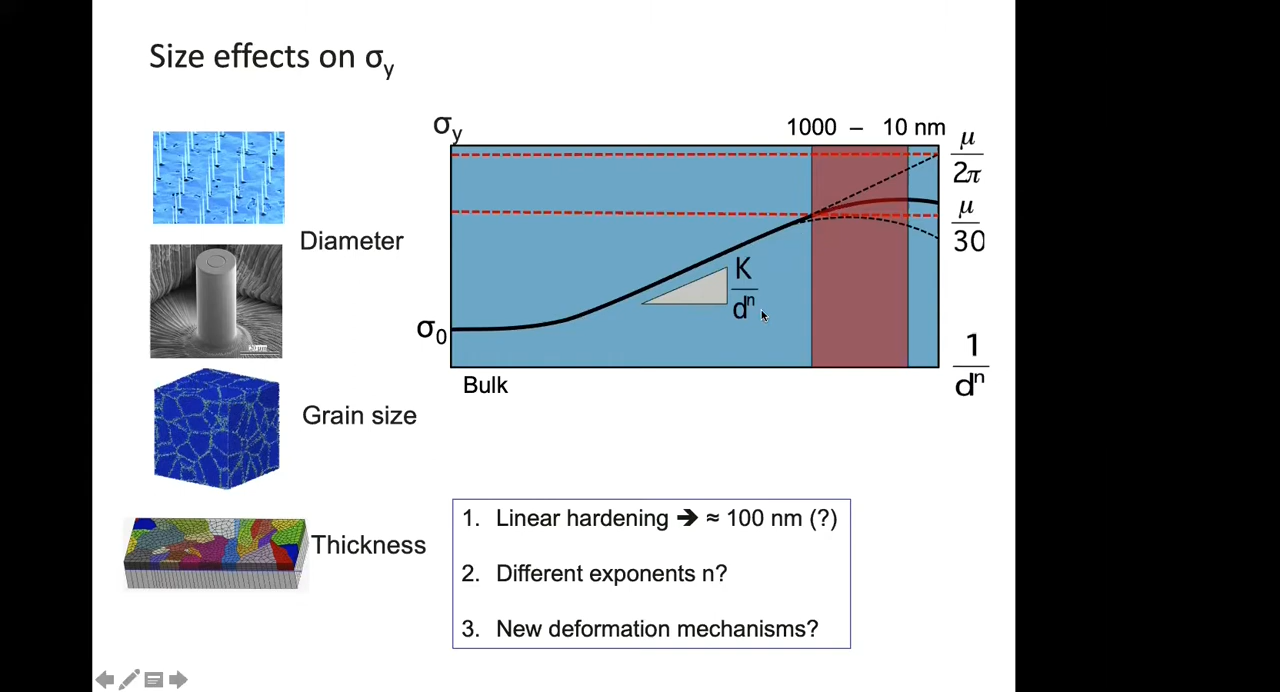 Size effects on σy
σy
1000 – 10 nm
μ
2π
μ
30
Diameter
K
dn
σ0
1
dn
Bulk
Grain size
Thickness
1. Linear hardening ➔ ≈ 100 nm (?)
2. Different exponents n?
3. New deformation mechanisms?